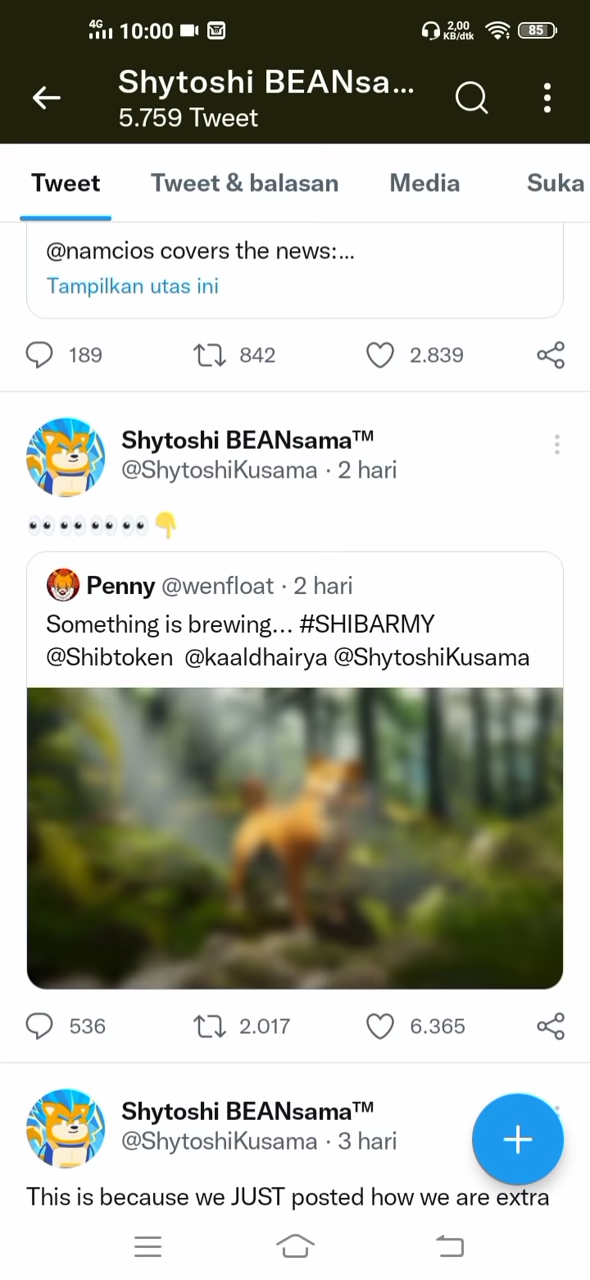 4G 10:00 2,00 KB/dtk 85
Shytoshi BEANsa...
5.759 Tweet
Tweet Tweet & balasan Media Suka
@namcios covers the news:...
Tampilkan utas ini
189 842 2.839
Shytoshi BEANsama™
@ShytoshiKusama · 2 hari
👀👀👀👀👇
Penny @wenfloat · 2 hari
Something is brewing... #SHIBARMY
@Shibtoken @kaaldhairya @ShytoshiKusama
536 2.017 6.365
Shytoshi BEANsama™
@ShytoshiKusama · 3 hari
This is because we JUST posted how we are extra